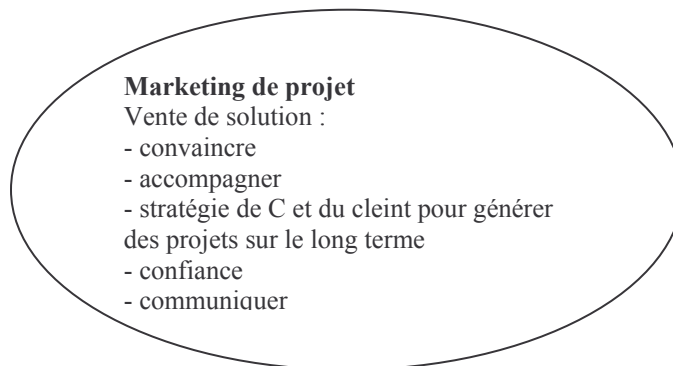 Marketing de projet
Vente de solution :
- convaincre
- accompagner
- stratégie de C et du cleint pour générer
des projets sur le long terme
- confiance
- communiquer